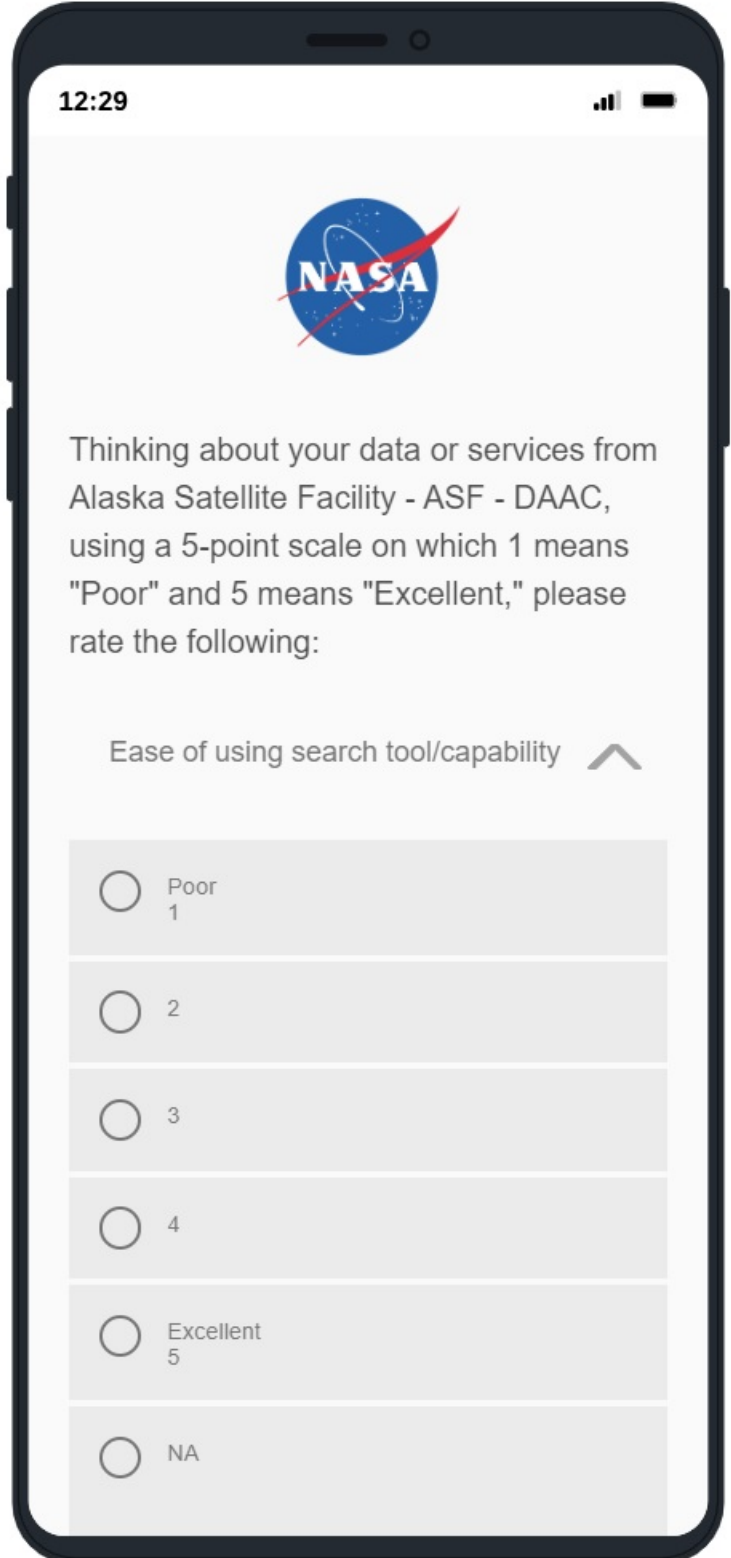 12:29
NASA
Thinking about your data or services from
Alaska Satellite Facility - ASF - DAAC,
using a 5-point scale on which 1 means
"Poor" and 5 means "Excellent," please
rate the following:
Ease of using search tool/capability
Poor
1
2
3
4
Excellent
5
NA